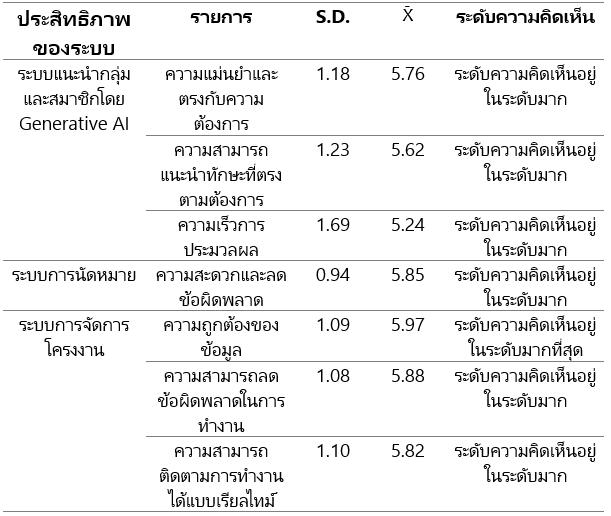 ประสิทธิภาพ
ของระบบ
รายการ
S.D.
X̄
ระดับความคิดเห็น
ระบบแนะนำกลุ่ม
และสมาชิกโดย
Generative AI
ความแม่นยำและ
ตรงกับความ
ต้องการ
1.18
5.76
ระดับความคิดเห็นอยู่
ในระดับมาก
ความสามารถ
แนะนำทักษะที่ตรง
ตามต้องการ
1.23
5.62
ระดับความคิดเห็นอยู่
ในระดับมาก
ความเร็วการ
ประมวลผล
1.69
5.24
ระดับความคิดเห็นอยู่
ในระดับมาก
ระบบการนัดหมาย
ความสะดวกและลด
ข้อผิดพลาด
0.94
5.85
ระดับความคิดเห็นอยู่
ในระดับมาก
ระบบการจัดการ
โครงงาน
ความถูกต้องของ
ข้อมูล
1.09
5.97
ระดับความคิดเห็นอยู่
ในระดับมากที่สุด
ความสามารถลด
ข้อผิดพลาดในการ
ทำงาน
1.08
5.88
ระดับความคิดเห็นอยู่
ในระดับมาก
ความสามารถ
ติดตามการทำงาน
ได้แบบเรียลไทม์
1.10
5.82
ระดับความคิดเห็นอยู่
ในระดับมาก